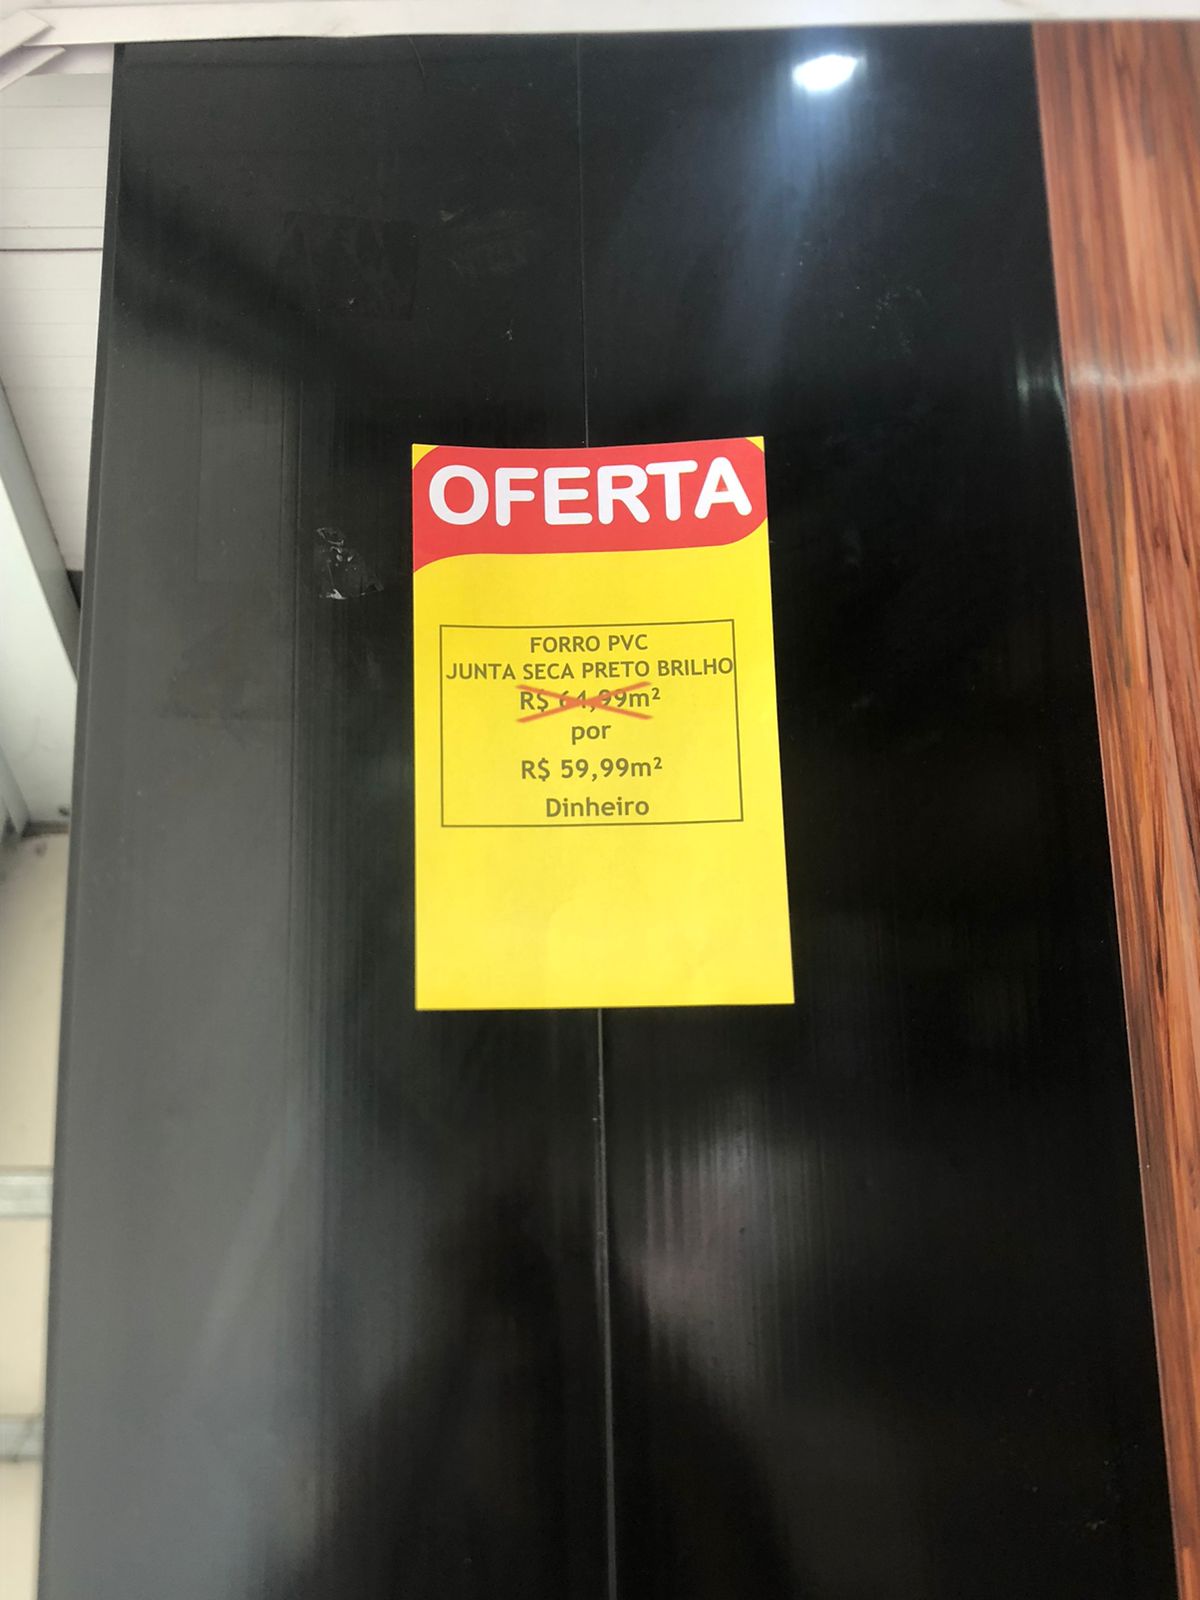 OFERTA
FORRO PVC
JUNTA SECA PRETO BRILHO
R$ 64,99m²
por
R$ 59,99m²
Dinheiro